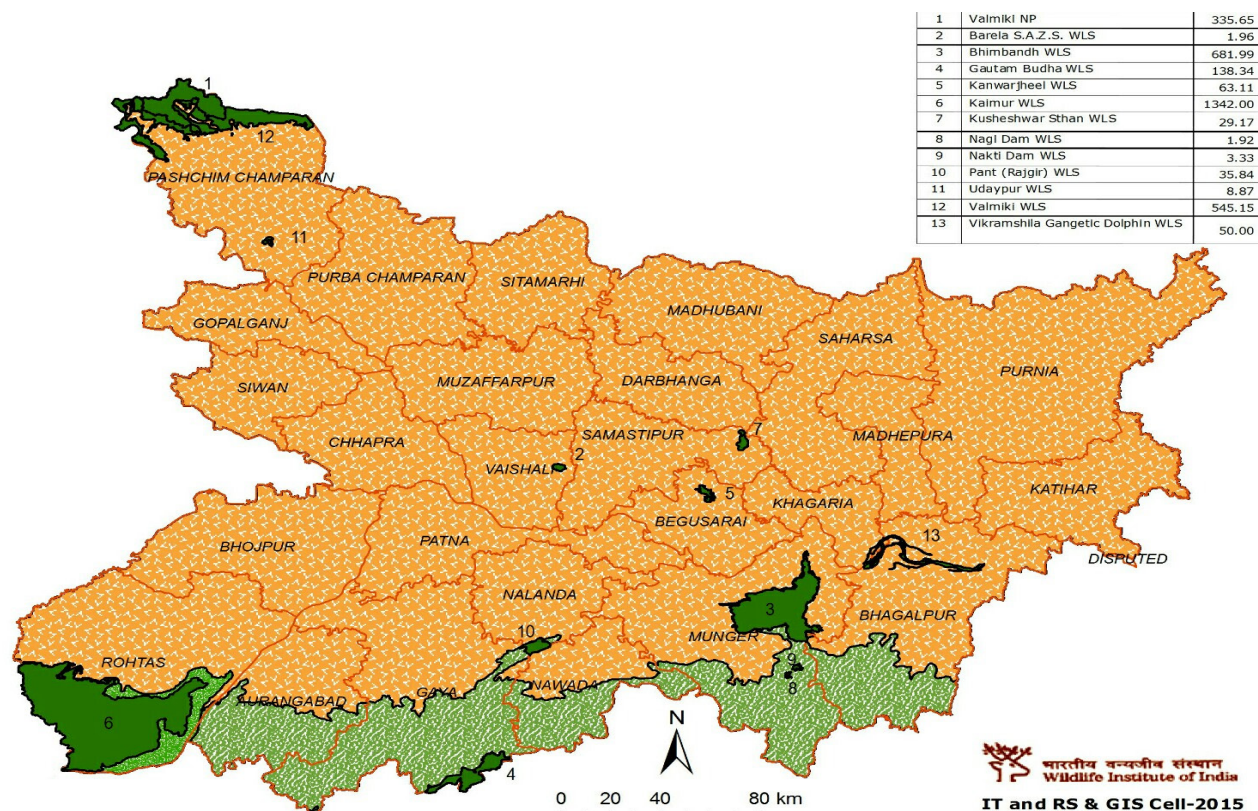 1 Valmiki NP 335.65
2 Barela S.A.Z.S. WLS 1.96
3 Bhimbandh WLS 681.99
4 Gautam Budha WLS 138.34
5 Kanwarjheel WLS 63.11
6 Kaimur WLS 1342.00
7 Kusheshwar Sthan WLS 29.17
8 Nagi Dam WLS 1.92
9 Nakti Dam WLS 3.33
10 Pant (Rajgir) WLS 35.84
11 Udaypur WLS 8.87
12 Valmiki WLS 545.15
13 Vikramshila Gangetic Dolphin WLS 50.00
1
12
PASHCHIM CHAMPARAN
11
PURBA CHAMPARAN
SITAMARHI
MADHUBANI
GOPALGANJ
SAHARSA
PURNIA
SIWAN
MUZAFFARPUR
DARBHANGA
CHHAPRA
SAMASTIPUR
7
MADHEPURA
VAISHALI
2
KATIHAR
5
KHAGARIA
BEGUSARAI
13
BHOJPUR
PATNA
DISPUTED
NALANDA
3
BHAGALPUR
10
MUNGER
ROHTAS
9
GAYA
NAWADA
8
AURANGABAD
6
N
4
0 20 40 80 km
भारतीय वन्यजीव संस्थान
Wildlife Institute of India
IT and RS & GIS Cell-2015